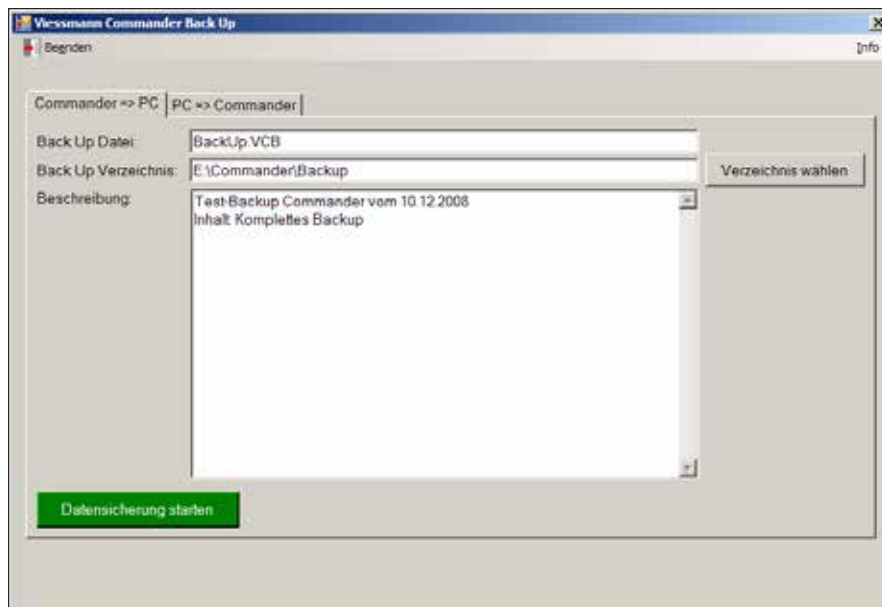 Viessmann Commander Back Up
Beenden Info
Commander => PC PC => Commander
Back Up Datei: BackUp.VCB
Back Up Verzeichnis: E:\Commander\Backup Verzeichnis wählen
Beschreibung: Test-Backup Commander vom 10.12.2008
Inhalt: Komplettes Backup
Datensicherung starten